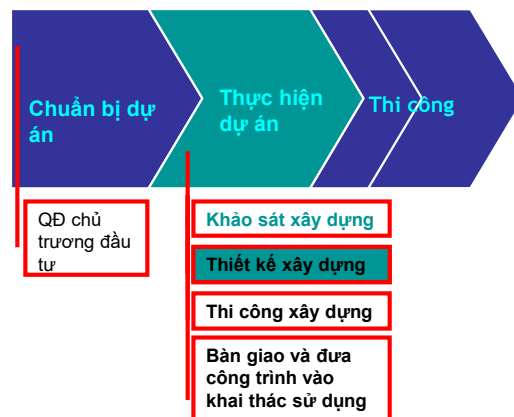 Chuẩn bị dự
án
Thực hiện
dự án
Thi công
QĐ chủ
trương đầu
tư
Khảo sát xây dựng
Thiết kế xây dựng
Thi công xây dựng
Bàn giao và đưa
công trình vào
khai thác sử dụng